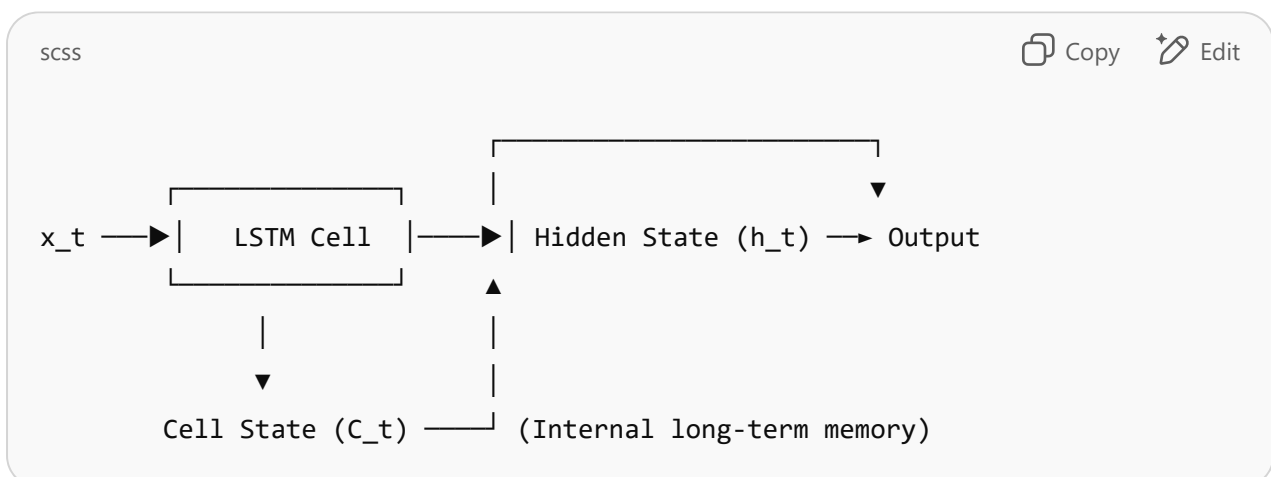 scss Copy Edit
x_t LSTM Cell Hidden State (h_t) Output
Cell State (C_t) (Internal long-term memory)